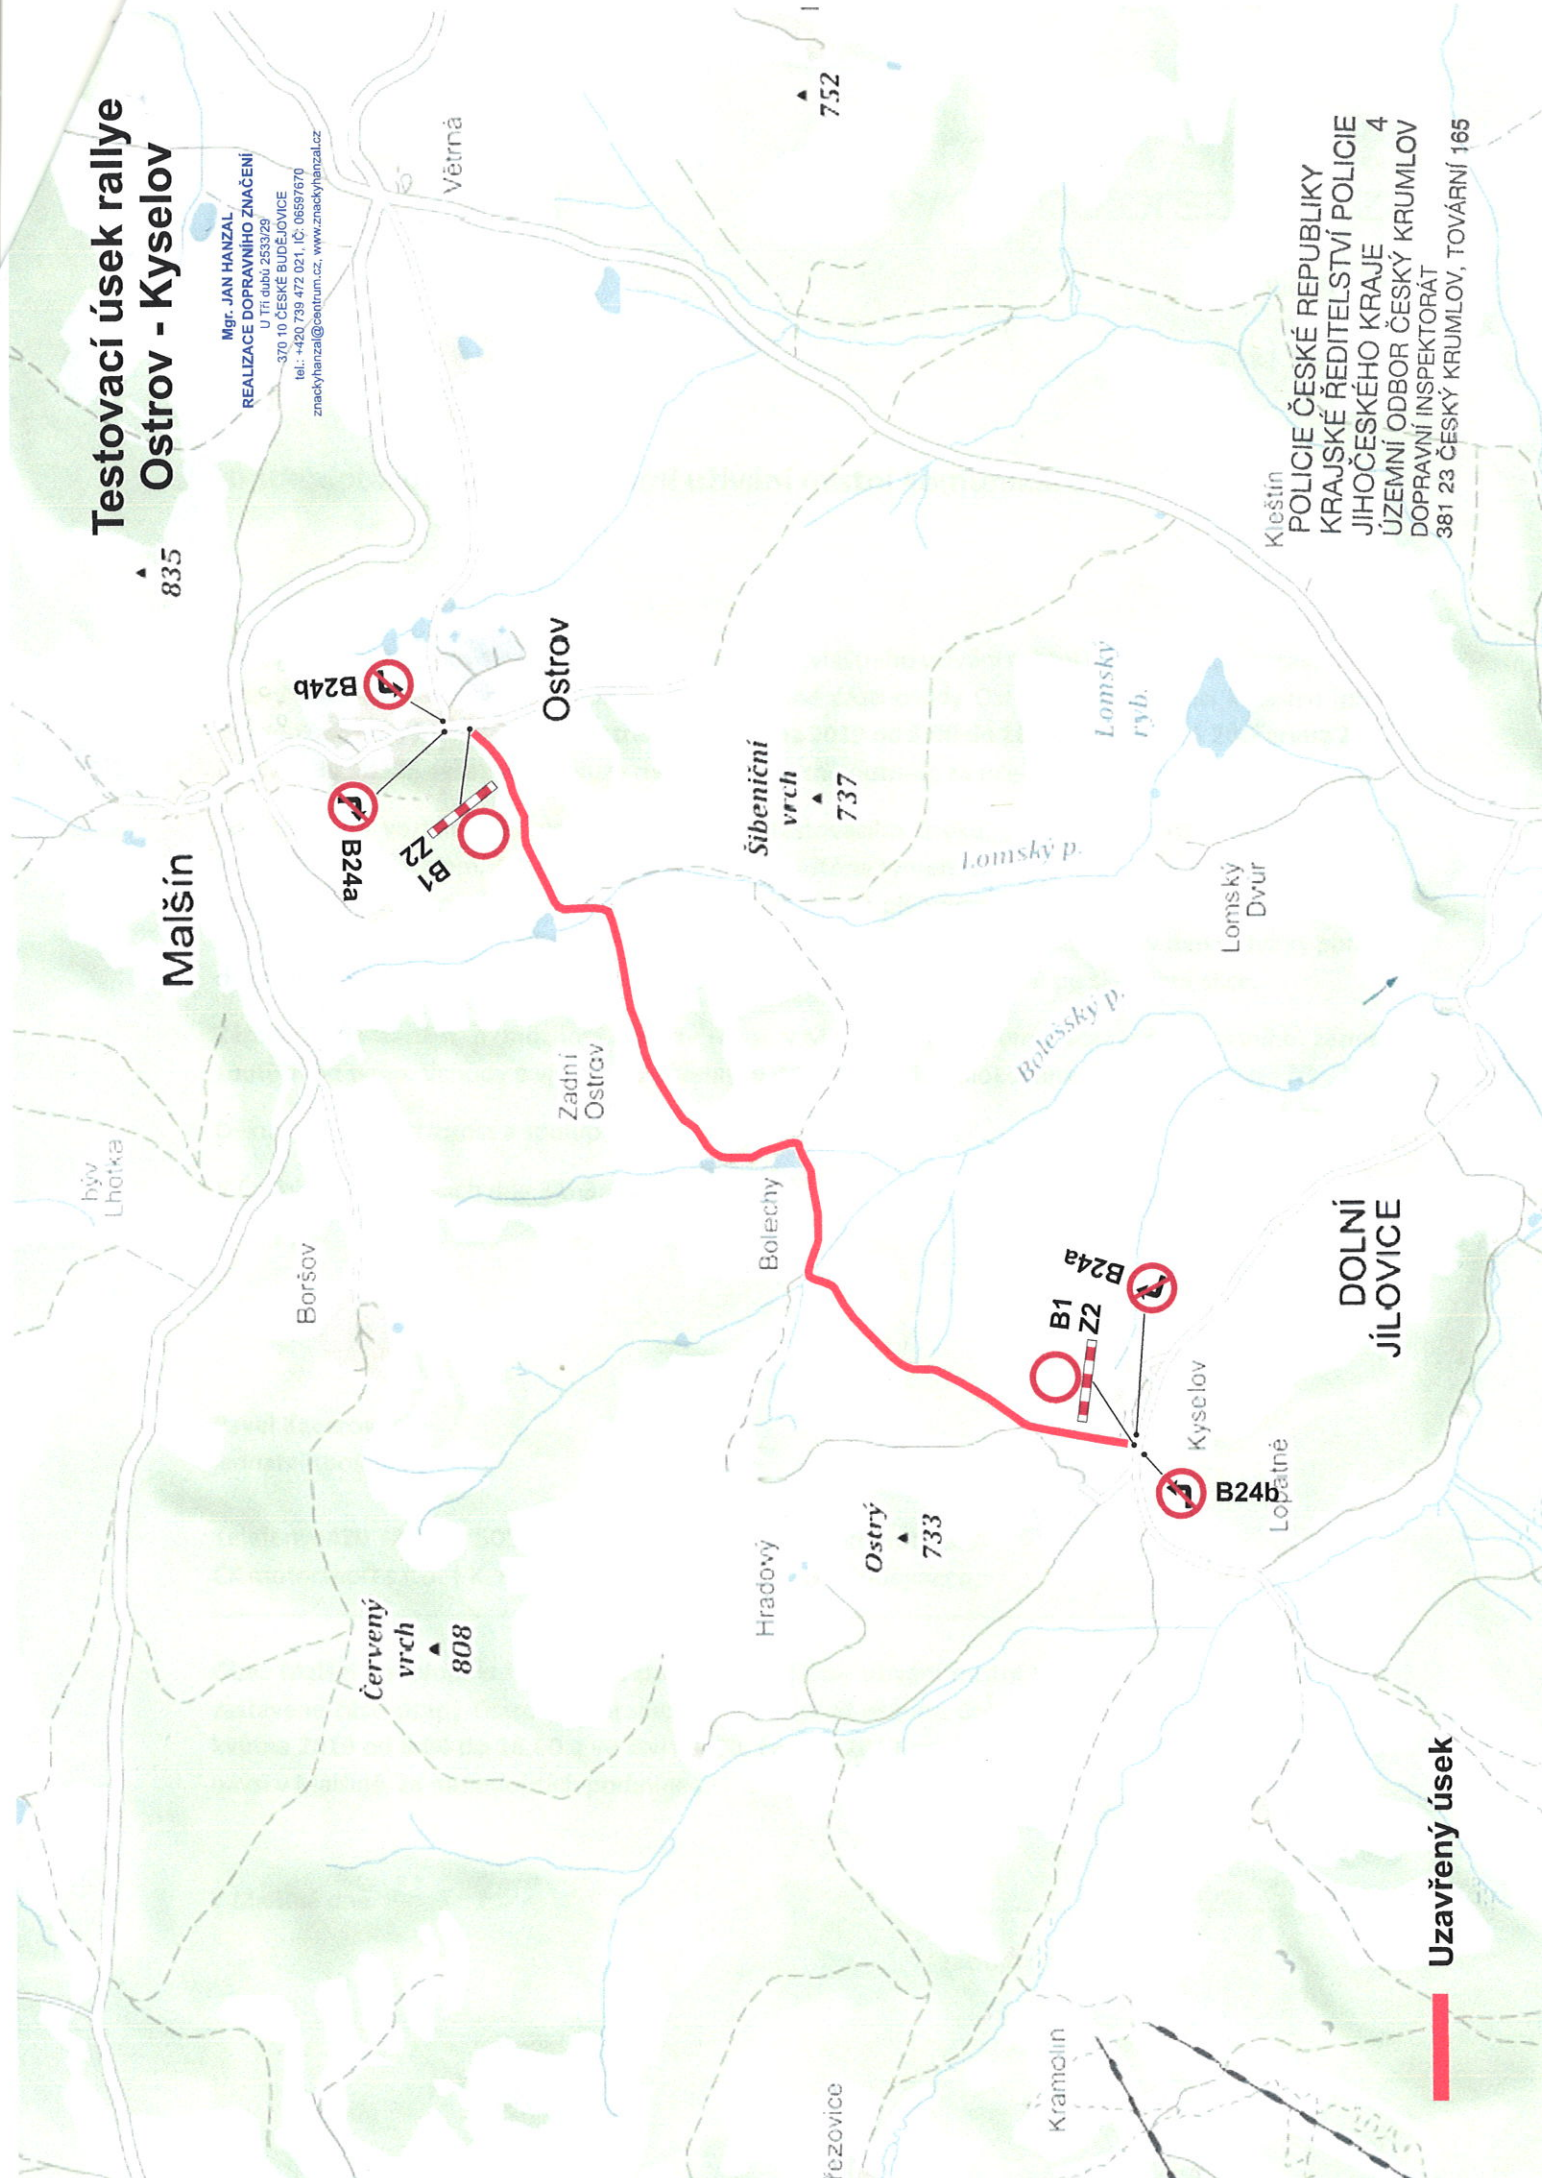 Testovací úsek rallye
Ostrov - Kyselov
Mgr. JAN HANZAL
REALIZACE DOPRAVNÍHO ZNAČENÍ
U Tří dubů 2533/29
370 10 ČESKÉ BUDĚJOVICE
tel.: +420 739 472 021, IČ: 06597670
znackyhanzal@centrum.cz, www.znackyhanzal.cz
835
Větrná
752
Malšín
B24b
B24a
B1
Z2
Ostrov
býv
Lhotka
Boršov
Zadní
Ostrov
Šibeniční
vrch
737
Lomský
ryb.
Lomský p.
Lomský
Dvur
Bolešský p.
Kleštín
POLICIE ČESKÉ REPUBLIKY
KRAJSKÉ ŘEDITELSTVÍ POLICIE
JIHOČESKÉHO KRAJE 4
ÚZEMNÍ ODBOR ČESKÝ KRUMLOV
DOPRAVNÍ INSPEKTORÁT
381 23 ČESKÝ KRUMLOV, TOVÁRNÍ 165
Bolechy
Červený
vrch
808
Hradový
Ostrý
733
B1
Z2
B24a
B24b
Kyselov
Lopatné
DOLNÍ
JÍLOVICE
řezovice
Kramolín
Uzavřený úsek